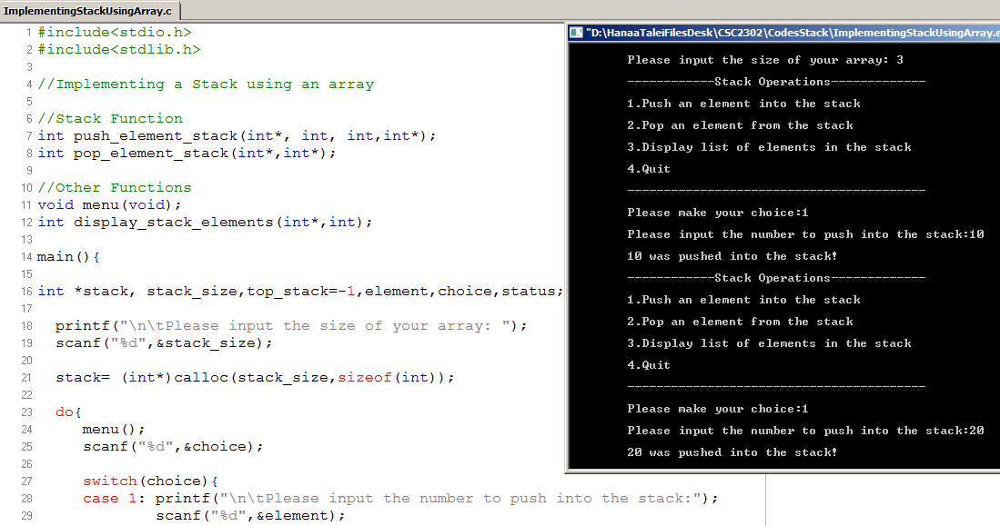 ImplementingStackUsingArray.c
1 #include<stdio.h>
2 #include<stdlib.h>
3
4 //Implementing a Stack using an array
5
6 //Stack Function
7 int push_element_stack(int*, int, int,int*);
8 int pop_element_stack(int*,int*);
9
10 //Other Functions
11 void menu(void);
12 int display_stack_elements(int*,int);
13
14 main(){
15
16 int *stack, stack_size,top_stack=-1,element,choice,status;
17
18 printf("\n\tPlease input the size of your array: ");
19 scanf("%d",&stack_size);
20
21 stack= (int*)calloc(stack_size,sizeof(int));
22
23 do{
24 menu();
25 scanf("%d",&choice);
26
27 switch(choice){
28 case 1: printf("\n\tPlease input the number to push into the stack:");
29 scanf("%d",&element);
"D:\HanaaTaleiFilesDesk\CSC2302\CodesStack\ImplementingStackUsingArray.e
Please input the size of your array: 3
------------Stack Operations-------------
1.Push an element into the stack
2.Pop an element from the stack
3.Display list of elements in the stack
4.Quit
-----------------------------------------
Please make your choice:1
Please input the number to push into the stack:10
10 was pushed into the stack!
------------Stack Operations-------------
1.Push an element into the stack
2.Pop an element from the stack
3.Display list of elements in the stack
4.Quit
-----------------------------------------
Please make your choice:1
Please input the number to push into the stack:20
20 was pushed into the stack!